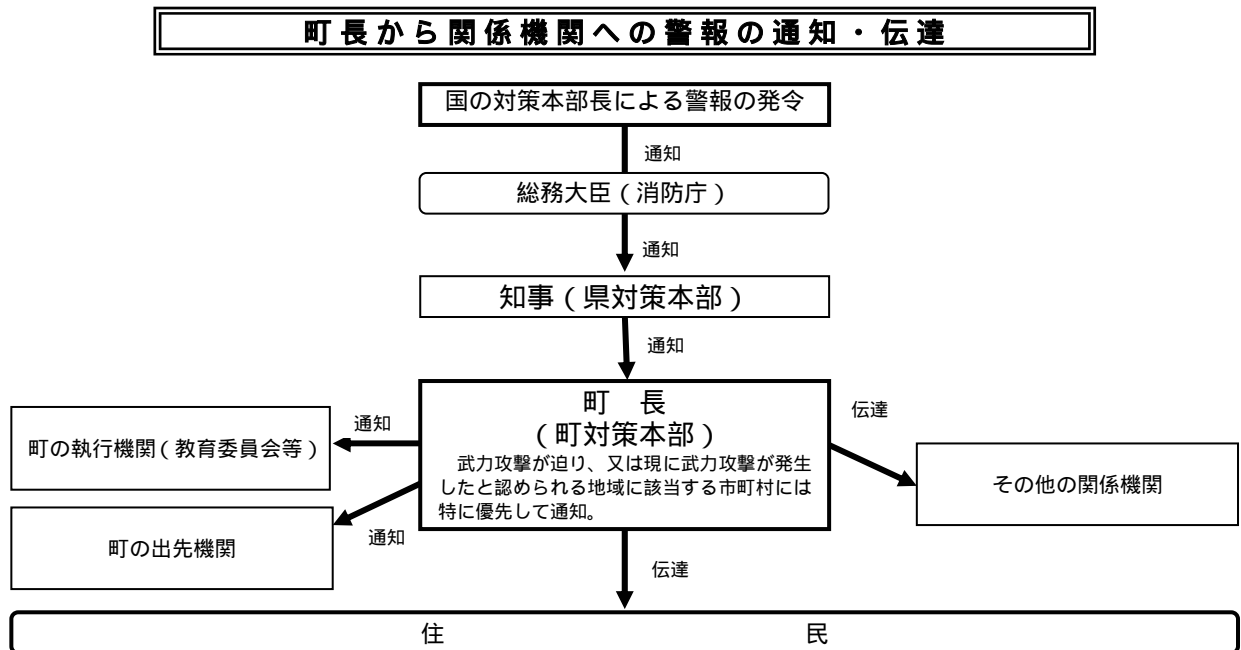 町長から関係機関への警報の通知・伝達
国の対策本部長による警報の発令
通知
総務大臣（消防庁）
通知
知事（県対策本部）
通知
町　長
（町対策本部）
武力攻撃が迫り、又は現に武力攻撃が発生
したと認められる地域に該当する市町村には
特に優先して通知。
通知
町の執行機関（教育委員会等）
通知
町の出先機関
伝達
その他の関係機関
伝達
住　民